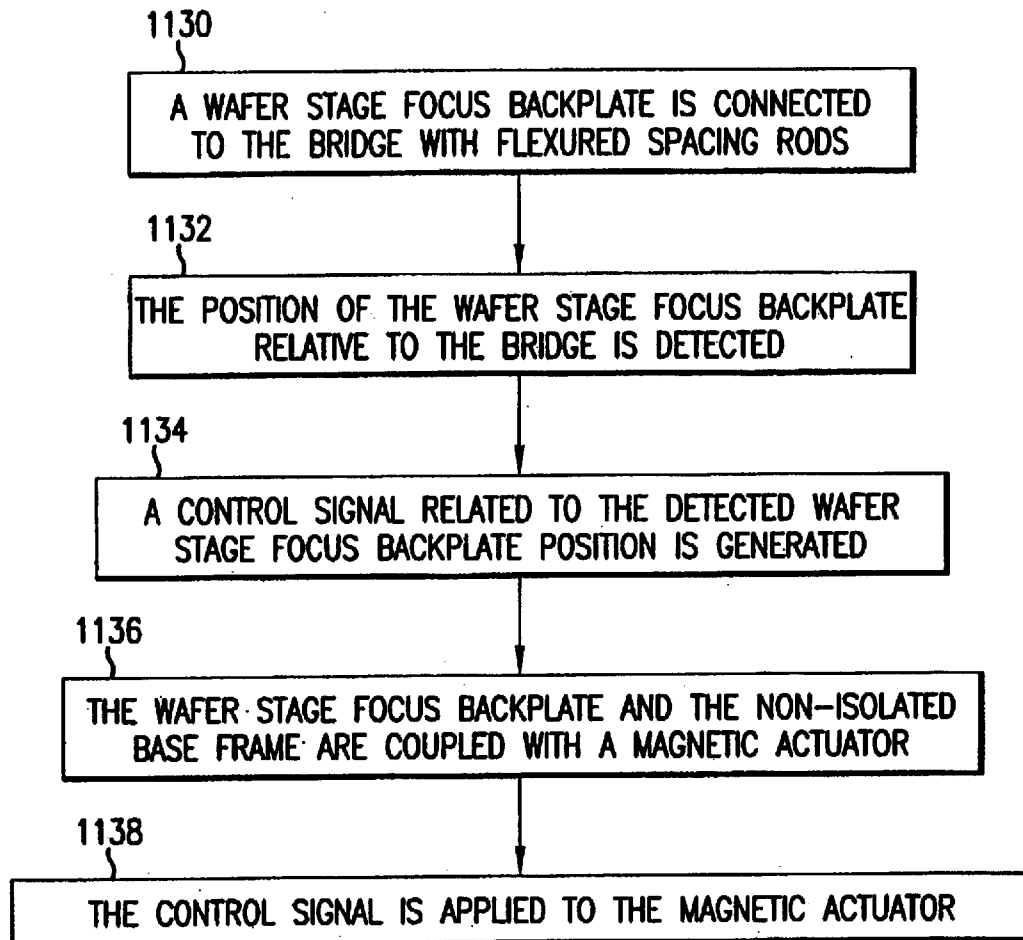 1130
A WAFER STAGE FOCUS BACKPLATE IS CONNECTED
TO THE BRIDGE WITH FLEXURED SPACING RODS
1132
THE POSITION OF THE WAFER STAGE FOCUS BACKPLATE
RELATIVE TO THE BRIDGE IS DETECTED
1134
A CONTROL SIGNAL RELATED TO THE DETECTED WAFER
STAGE FOCUS BACKPLATE POSITION IS GENERATED
1136
THE WAFER STAGE FOCUS BACKPLATE AND THE NON-ISOLATED
BASE FRAME ARE COUPLED WITH A MAGNETIC ACTUATOR
1138
THE CONTROL SIGNAL IS APPLIED TO THE MAGNETIC ACTUATOR